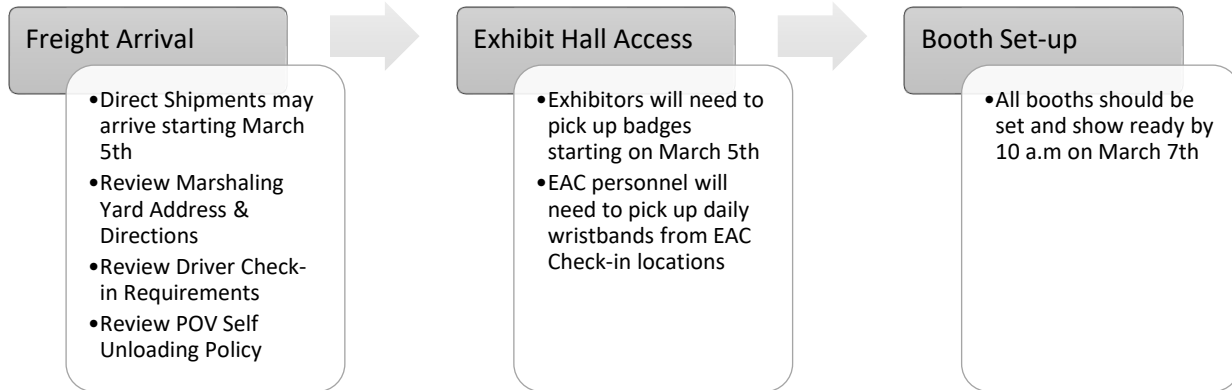 Freight Arrival
•Direct Shipments may
arrive starting March
5th
•Review Marshaling
Yard Address &
Directions
•Review Driver Check-
in Requirements
•Review POV Self
Unloading Policy
Exhibit Hall Access
•Exhibitors will need to
pick up badges
starting on March 5th
•EAC personnel will
need to pick up daily
wristbands from EAC
Check-in locations
Booth Set-up
•All booths should be
set and show ready by
10 a.m on March 7th